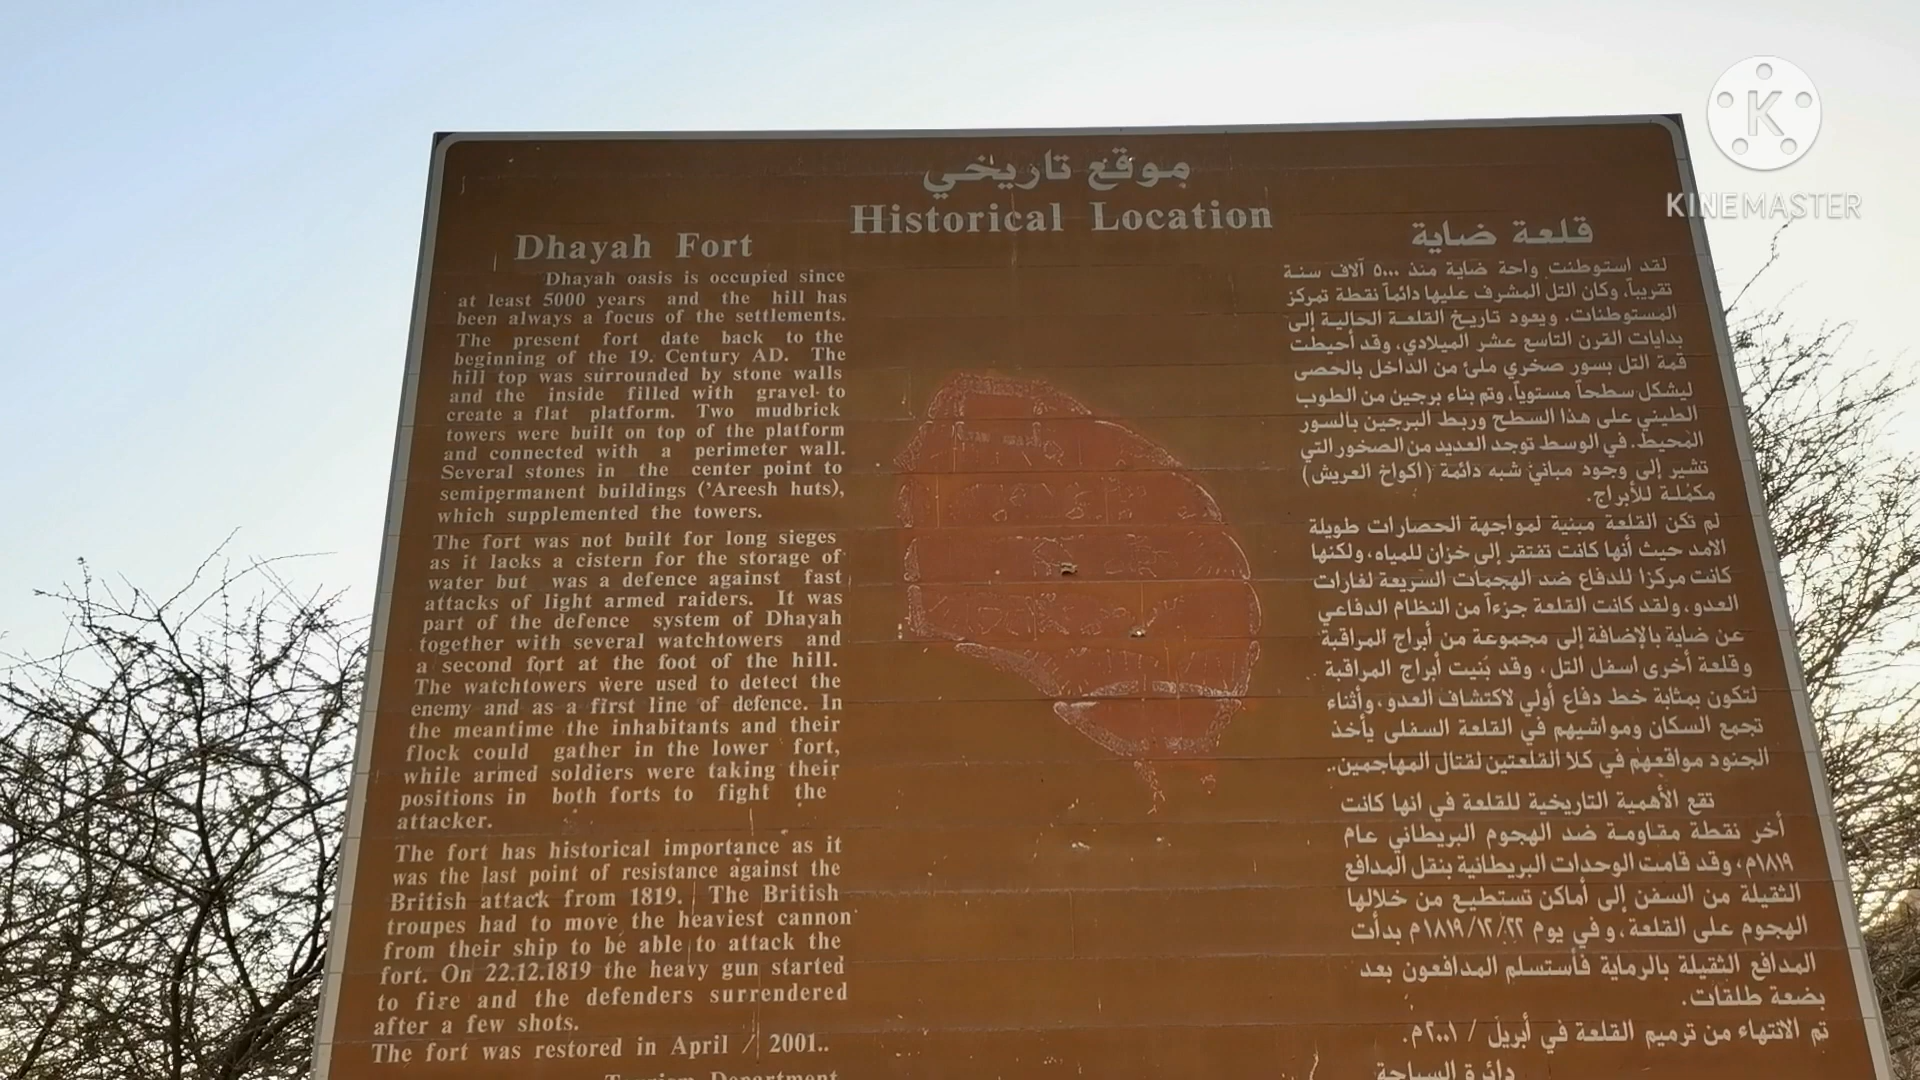 موقع تاريخي
Historical Location
Dhayah Fort
Dhayah oasis is occupied since
at least 5000 years and the hill has
been always a focus of the settlements.
The present fort date back to the
beginning of the 19. Century AD. The
hill top was surrounded by stone walls
and the inside filled with gravel to
create a flat platform. Two mudbrick
towers were built on top of the platform
and connected with a perimeter wall.
Several stones in the center point to
semipermanent buildings ('Areesh huts),
which supplemented the towers.
The fort was not built for long sieges
as it lacks a cistern for the storage of
water but was a defence against fast
attacks of light armed raiders. It was
part of the defence system of Dhayah
together with several watchtowers and
a second fort at the foot of the hill.
The watchtowers were used to detect the
enemy and as a first line of defence. In
the meantime the inhabitants and their
flock could gather in the lower fort,
while armed soldiers were taking their
positions in both forts to fight the
attacker.
The fort has historical importance as it
was the last point of resistance against the
British attack from 1819. The British
troupes had to move the heaviest cannon
from their ship to be able to attack the
fort. On 22.12.1819 the heavy gun started
to fire and the defenders surrendered
after a few shots.
The fort was restored in April / 2001..
Tourism Department
قلعة ضاية
لقد استوطنت واحة ضاية منذ ٥٠٠٠ آلاف سنة
تقريباً، وكان التل المشرف عليها دائماً نقطة تمركز
المستوطنات. ويعود تاريخ القلعة الحالية إلى
بدايات القرن التاسع عشر الميلادي، وقد أحيطت
قمة التل بسور صخري ملئ من الداخل بالحصى
ليشكل سطحاً مستوياً، وتم بناء برجين من الطوب
الطيني على هذا السطح وربط البرجين بالسور
المحيط. في الوسط توجد العديد من الصخور التي
تشير إلى وجود مباني شبه دائمة (اكواخ العريش)
مكمّلة للأبراج.
لم تكن القلعة مبنية لمواجهة الحصارات طويلة
الامد حيث أنها كانت تفتقر إلى خزان للمياه، ولكنها
كانت مركزا للدفاع ضد الهجمات السريعة لغارات
العدو، ولقد كانت القلعة جزءاً من النظام الدفاعي
عن ضاية بالإضافة إلى مجموعة من أبراج المراقبة
وقلعة أخرى اسفل التل، وقد بُنيت أبراج المراقبة
لتكون بمثابة خط دفاع أولي لاكتشاف العدو، وأثناء
تجمع السكان ومواشيهم في القلعة السفلى يأخذ
الجنود مواقعهم في كلا القلعتين لقتال المهاجمين..
تقع الأهمية التاريخية للقلعة في انها كانت
أخر نقطة مقاومة ضد الهجوم البريطاني عام
١٨١٩م، وقد قامت الوحدات البريطانية بنقل المدافع
الثقيلة من السفن إلى أماكن تستطيع من خلالها
الهجوم على القلعة، وفي يوم ١٨١٩/١٢/٢٢م بدأت
المدافع الثقيلة بالرماية فأستسلم المدافعون بعد
بضعة طلقات.
تم الانتهاء من ترميم القلعة في أبريل / ٢٠٠١م.
دائرة السياحة
K
KINEMASTER